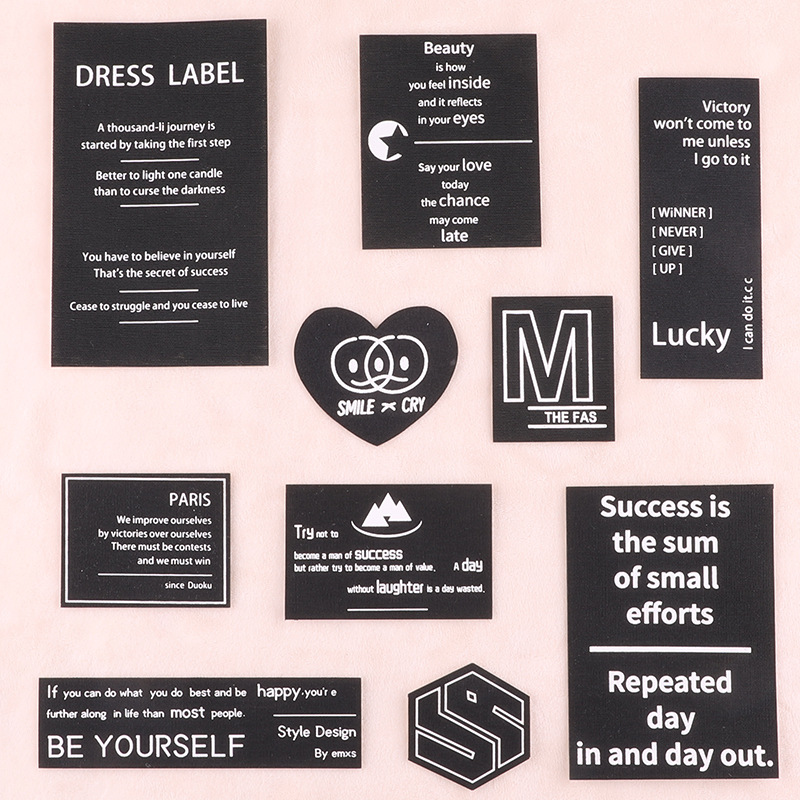 DRESS LABEL
A thousand-li journey is
started by taking the first step
Better to light one candle
than to curse the darkness
You have to believe in yourself
That's the secret of success
Cease to struggle and you cease to live
Beauty
is how
you feel inside
and it reflects
in your eyes
Say your love
today
the chance
may come
late
Victory
won't come to
me unless
I go to it
[ WiNNER ]
[ NEVER ]
[ GIVE ]
[ UP ]
Lucky
I can do it.c c
SMILE CRY
M
THE FAS
PARIS
We improve ourselves
by victories over ourselves
There must be contests
and we must win
since Duoku
Try not to
become a man of success
but rather try to become a man of value. A day
without laughter is a day wasted.
Success is
the sum
of small
efforts
Repeated
day
in and day out.
If you can do what you do best and be happy.you'r e
further along in life than most people.
BE YOURSELF
Style Design
By emxs